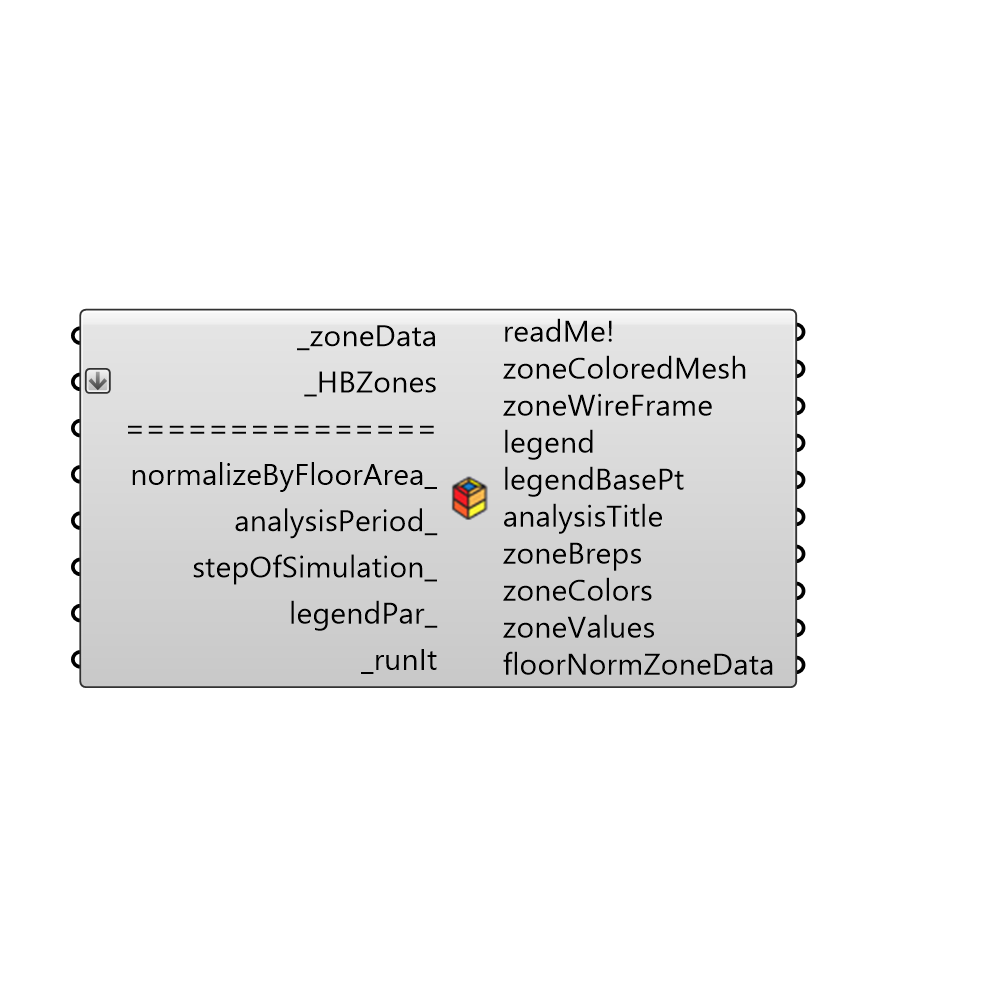 _zoneData
_HBZones
===============
normalizeByFloorArea_
analysisPeriod_
stepOfSimulation_
legendPar_
_runIt
readMe!
zoneColoredMesh
zoneWireFrame
legend
legendBasePt
analysisTitle
zoneBreps
zoneColors
zoneValues
floorNormZoneData